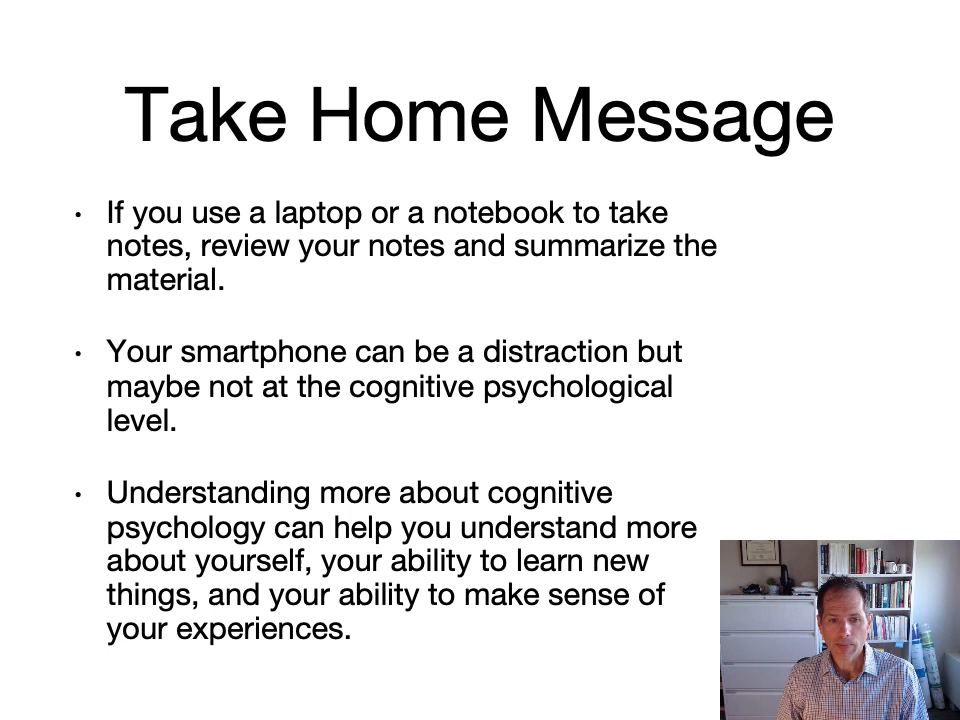 Take Home Message
• If you use a laptop or a notebook to take
notes, review your notes and summarize the
material.
• Your smartphone can be a distraction but
maybe not at the cognitive psychological
level.
• Understanding more about cognitive
psychology can help you understand more
about yourself, your ability to learn new
things, and your ability to make sense of
your experiences.